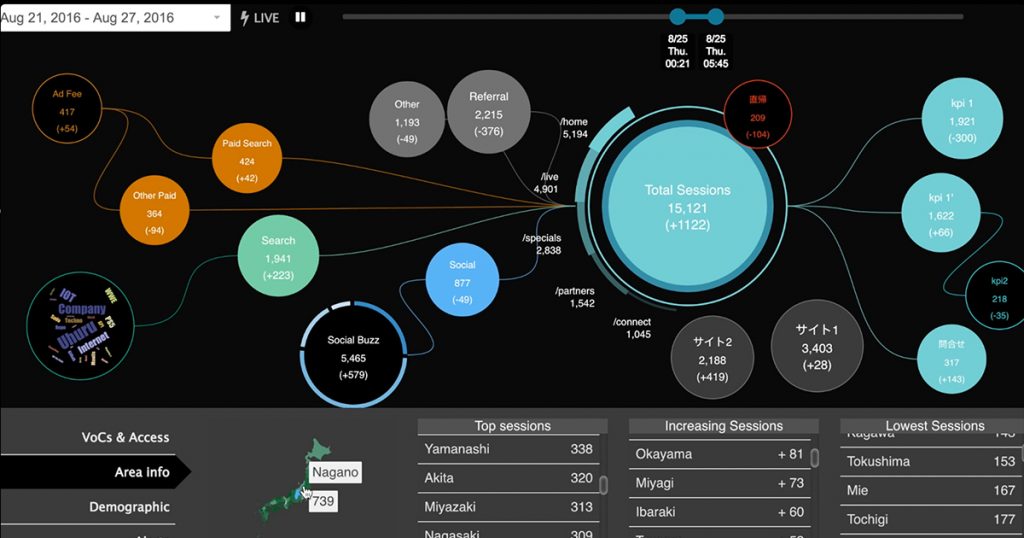 Aug 21, 2016 - Aug 27, 2016
LIVE
8/25
Thu.
00:21
8/25
Thu.
05:45
Ad Fee
417
(+54)
Paid Search
424
(+42)
Other Paid
364
(-94)
Search
1,941
(+223)
IOT
WWE
Company
PS5
Uhuru
Internet
Other
1,193
(-49)
Referral
2,215
(-376)
Social
877
(-49)
Social Buzz
5,465
(+579)
/home
5,194
/live
4,901
/specials
2,838
/partners
1,542
/connect
1,045
Total Sessions
15,121
(+1122)
直帰
209
(-104)
サイト2
2,188
(+419)
サイト1
3,403
(+28)
kpi 1
1,921
(-300)
kpi 1'
1,622
(+66)
kpi2
218
(-35)
問合せ
317
(+143)
VoCs & Access
Area info
Demographic
Nagano
739
Top sessions
Yamanashi 338
Akita 320
Miyazaki 313
Nagasaki 309
Increasing Sessions
Okayama + 81
Miyagi + 73
Ibaraki + 60
Lowest Sessions
Kagawa 143
Tokushima 153
Mie 167
Tochigi 177